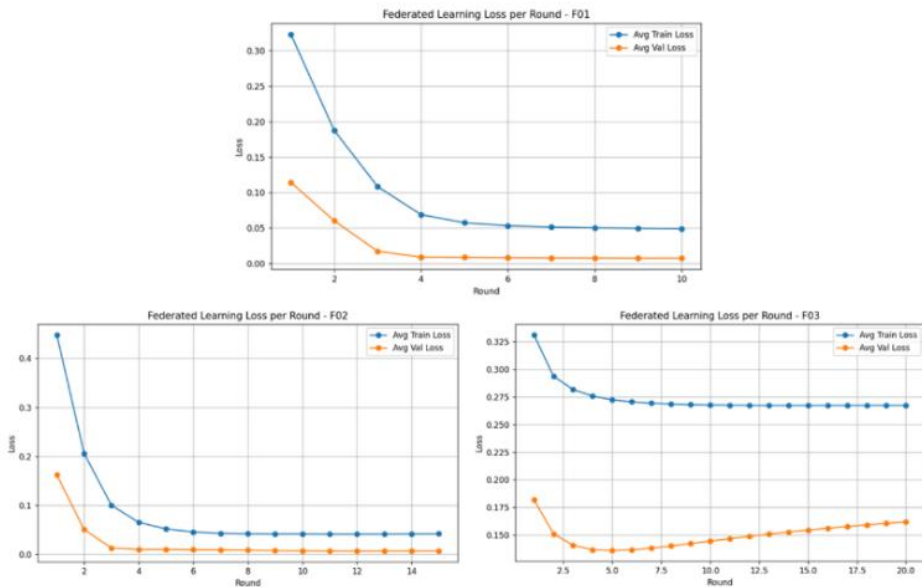 Federated Learning Loss per Round - F01
Avg Train Loss
Avg Val Loss
Loss
0.30
0.25
0.20
0.15
0.10
0.05
0.00
2 4 6 8 10
Round
Federated Learning Loss per Round - F02
Avg Train Loss
Avg Val Loss
Loss
0.4
0.3
0.2
0.1
0.0
2 4 6 8 10 12 14
Round
Federated Learning Loss per Round - F03
Avg Train Loss
Avg Val Loss
Loss
0.325
0.300
0.275
0.250
0.225
0.200
0.175
0.150
2.5 5.0 7.5 10.0 12.5 15.0 17.5 20.0
Round